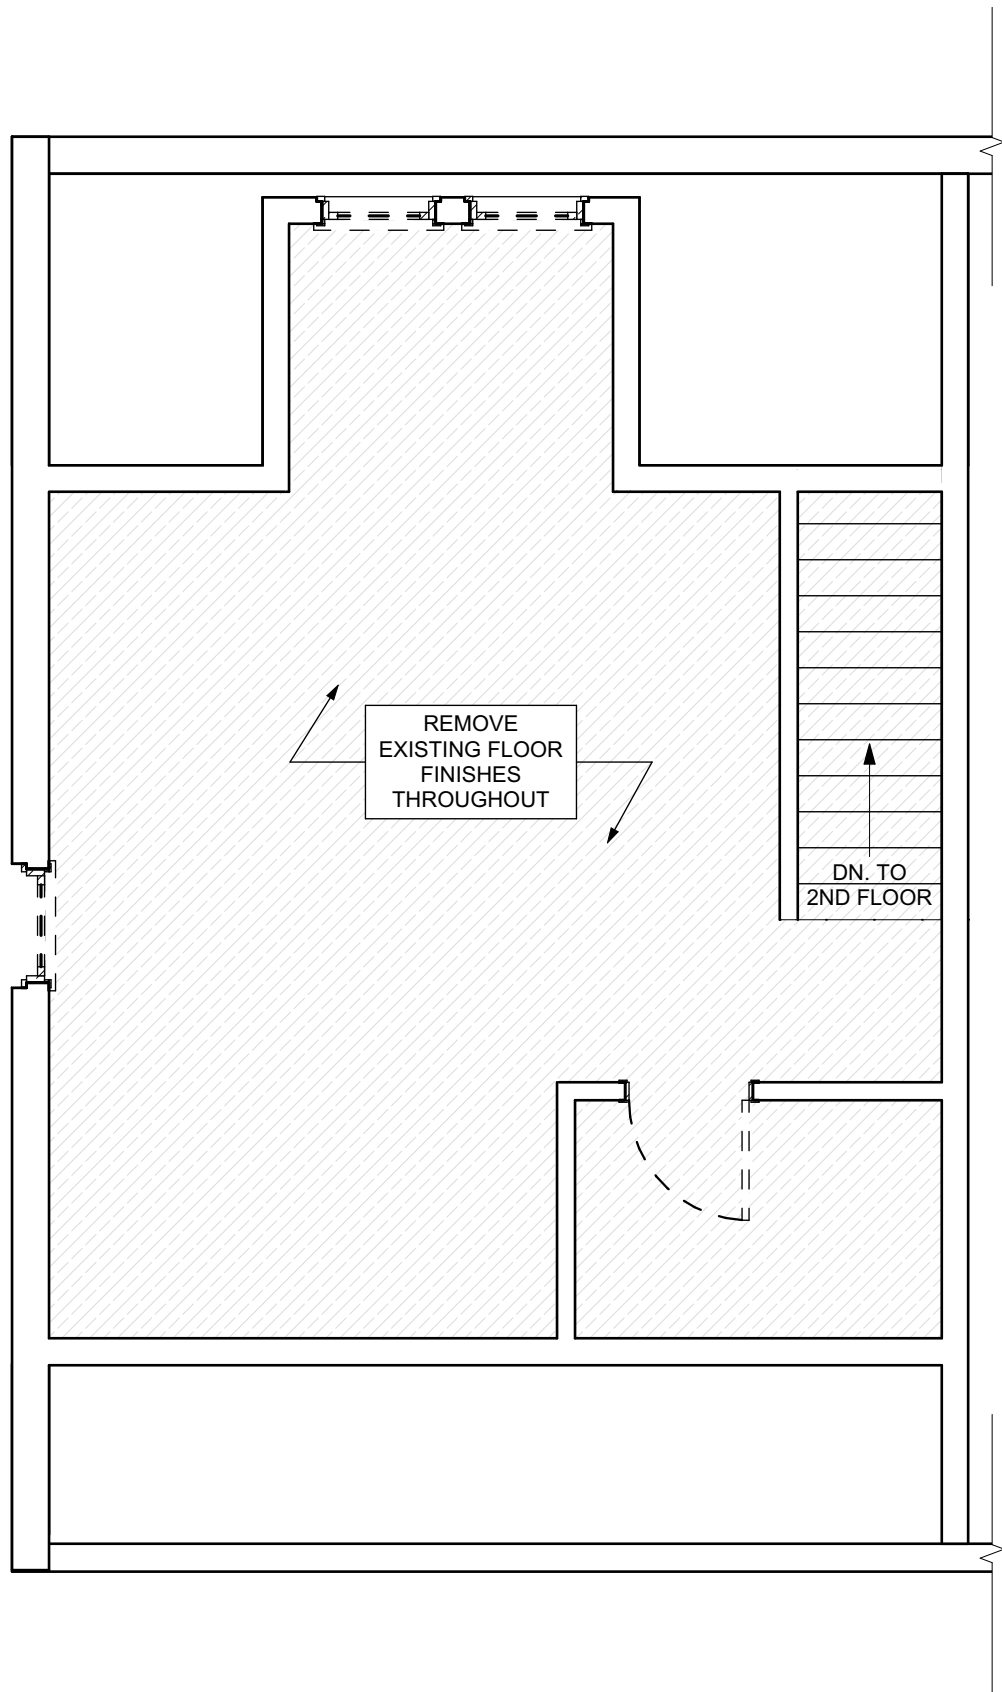 REMOVE
EXISTING FLOOR
FINISHES
THROUGHOUT
DN. TO
2ND FLOOR